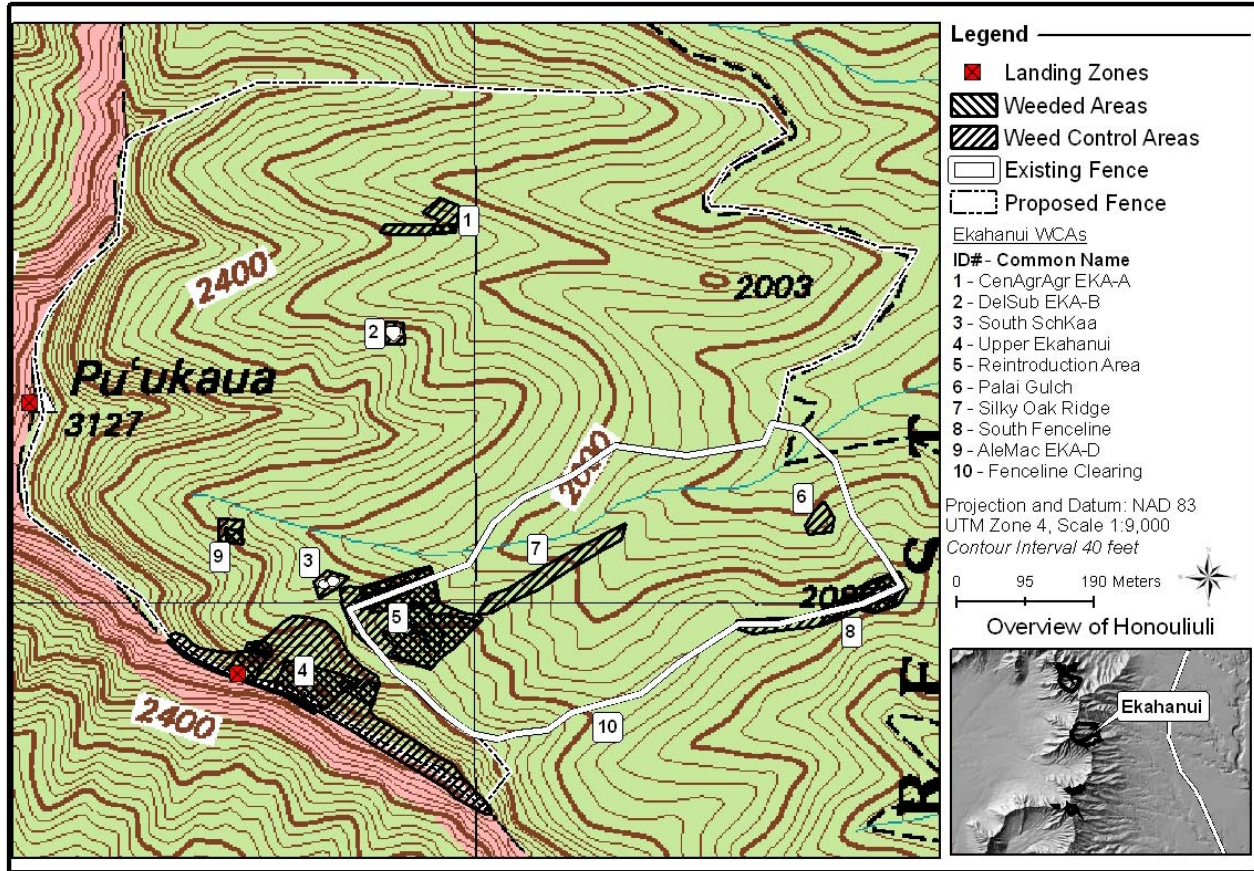 2400
1
2003
2
Puʻukaua
3127
2000
6
9
3
7
5
4
8
2400
10
R E S T
Legend
Landing Zones
Weeded Areas
Weed Control Areas
Existing Fence
Proposed Fence
Ekahanui WCAs
ID# - Common Name
1 - CenAgrAgr EKA-A
2 - DelSub EKA-B
3 - South SchKaa
4 - Upper Ekahanui
5 - Reintroduction Area
6 - Palai Gulch
7 - Silky Oak Ridge
8 - South Fenceline
9 - AleMac EKA-D
10 - Fenceline Clearing
Projection and Datum: NAD 83
UTM Zone 4, Scale 1:9,000
Contour Interval 40 feet
N
0 95 190 Meters
Overview of Honouliuli
Ekahanui